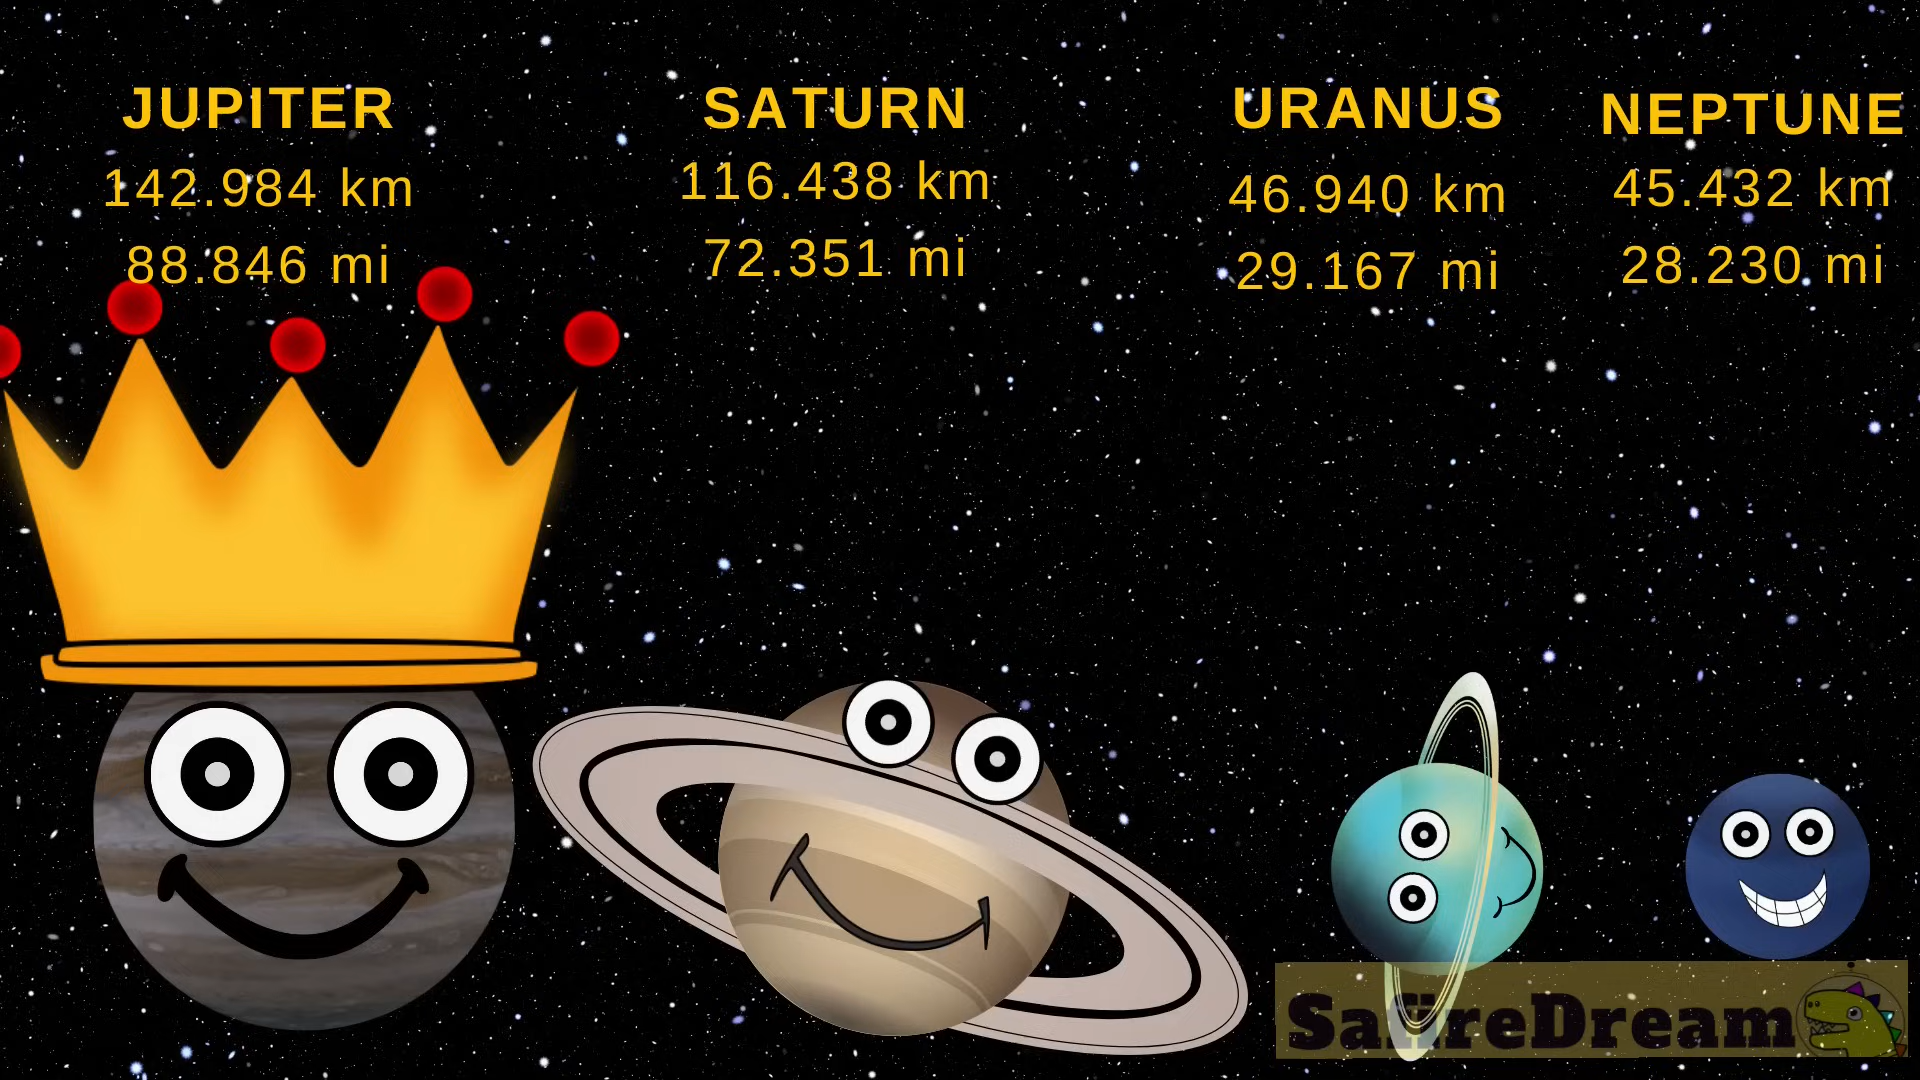 JUPITER
142.984 km
88.846 mi
SATURN
116.438 km
72.351 mi
URANUS
46.940 km
29.167 mi
NEPTUNE
45.432 km
28.230 mi
SafireDream